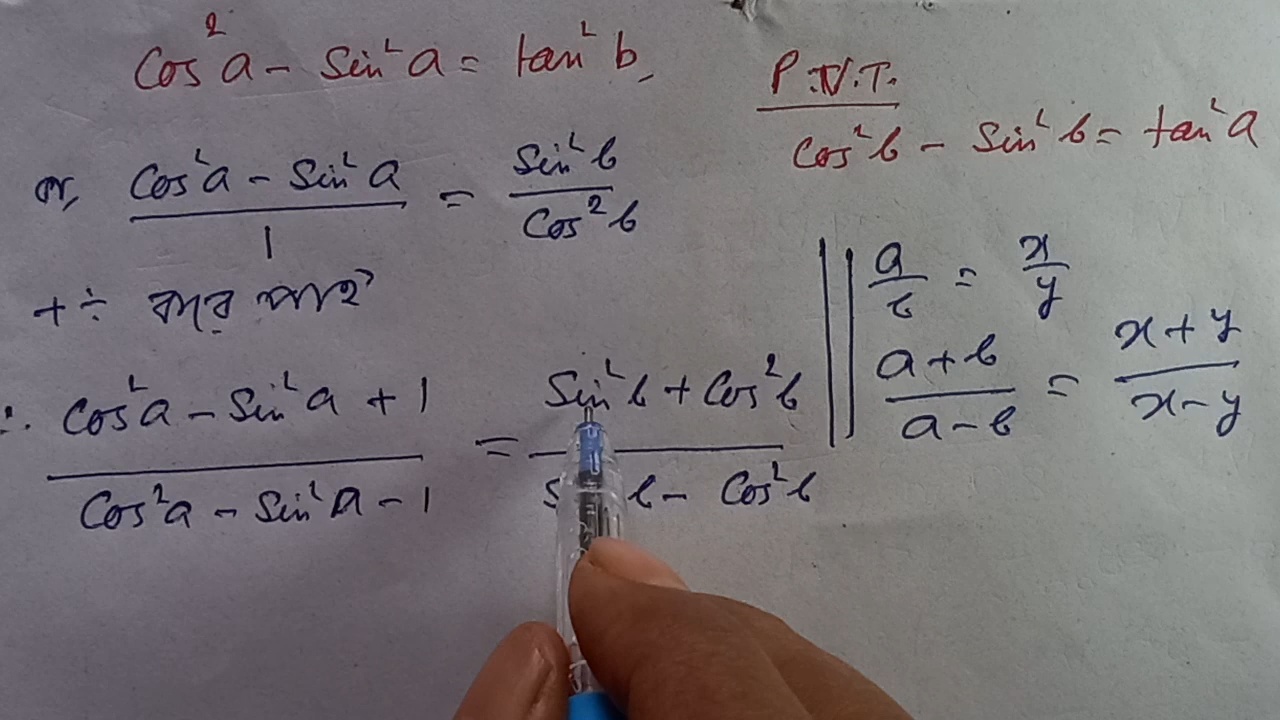 cos²a - sin²a = tan²b,
P.V.T.
cos²b - sin²b = tan²a
or, (cos²a - sin²a)/1 = sin²b/cos²b
+ ÷ করে পাই
∴ (cos²a - sin²a + 1)/(cos²a - sin²a - 1) = (sin²b + cos²b)/(s b - cos²b)
a/b = x/y
(a+b)/(a-b) = (x+y)/(x-y)